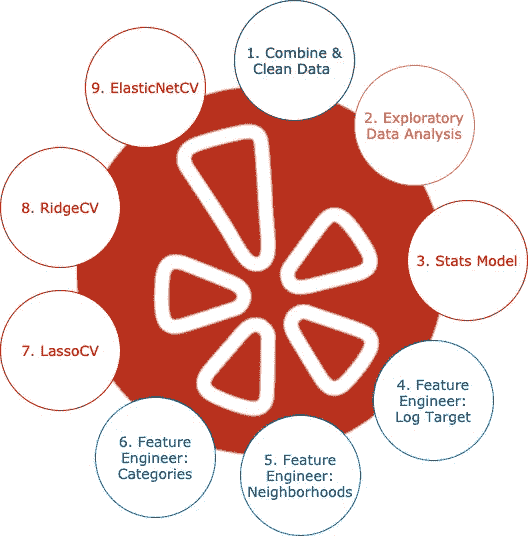 1. Combine &
Clean Data
2. Exploratory
Data Analysis
3. Stats Model
4. Feature
Engineer:
Log Target
5. Feature
Engineer:
Neighborhoods
6. Feature
Engineer:
Categories
7. LassoCV
8. RidgeCV
9. ElasticNetCV